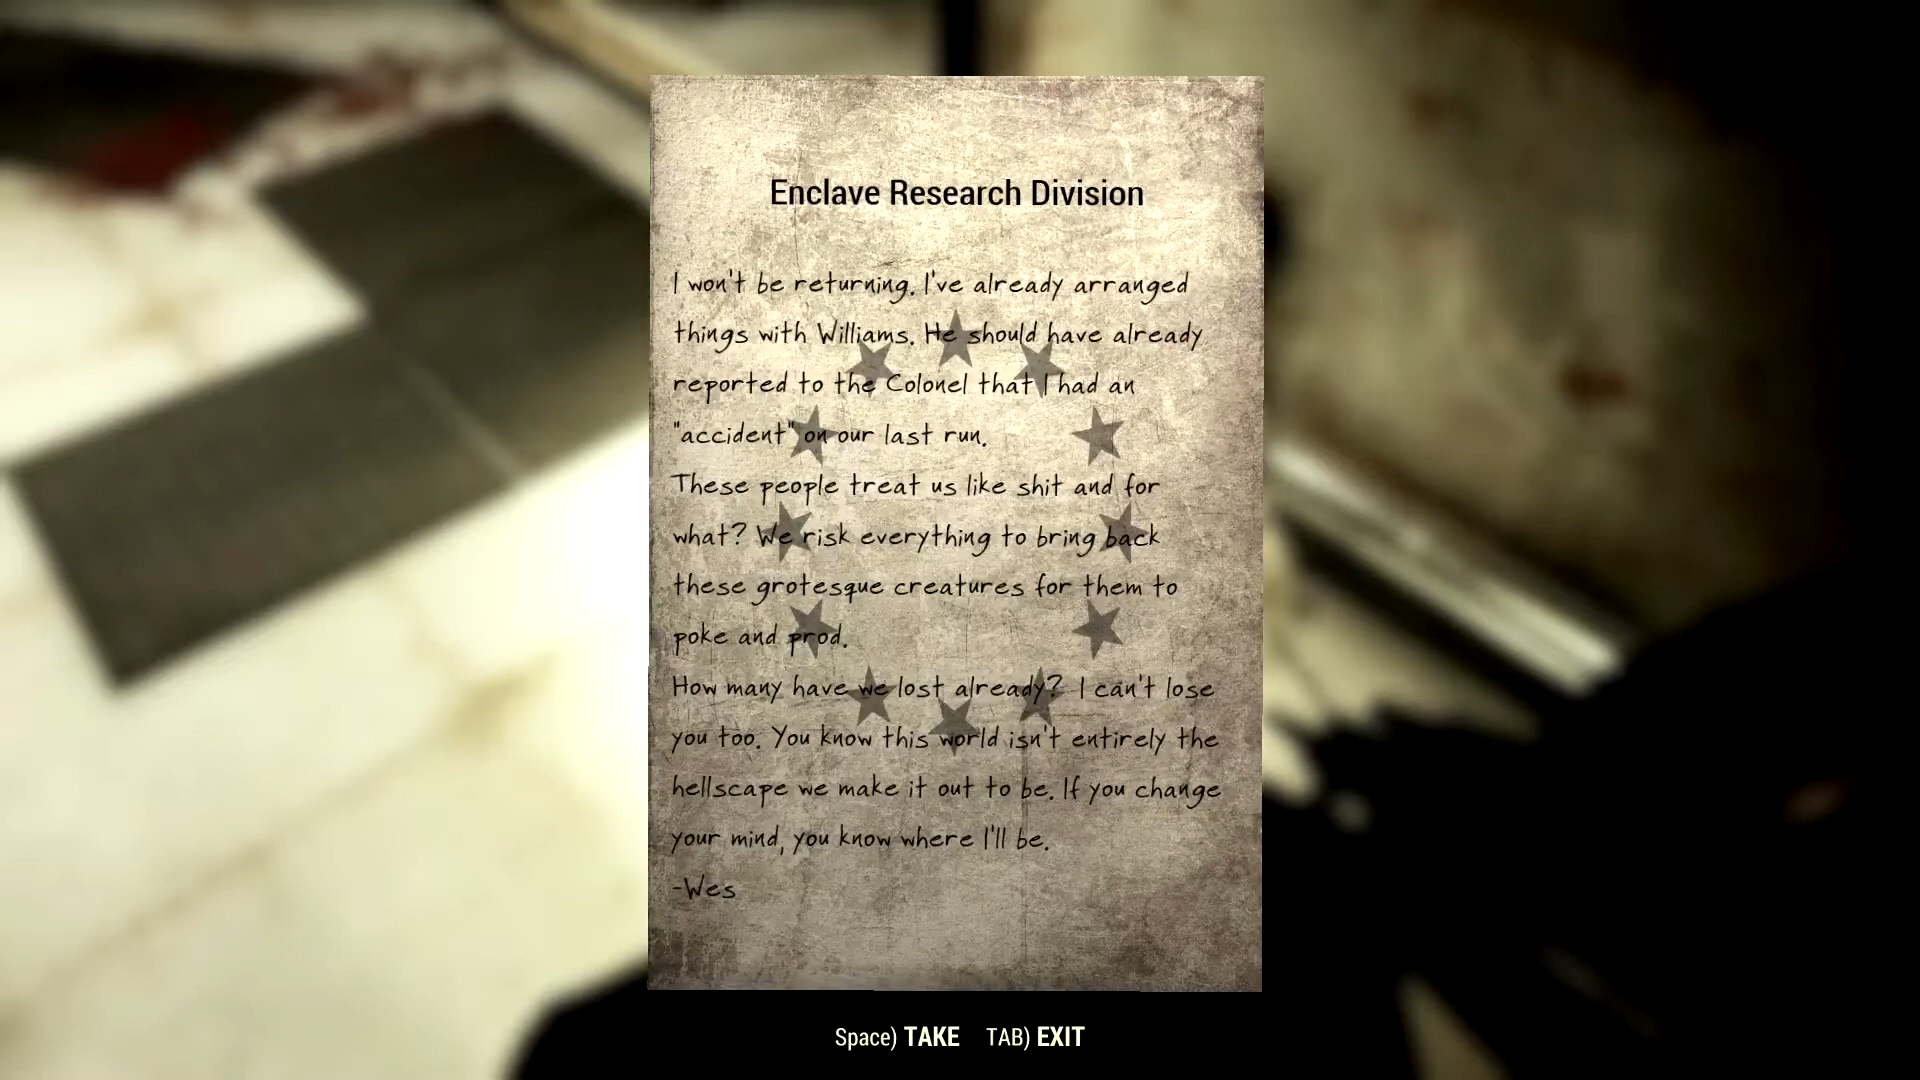 Enclave Research Division
I won't be returning. I've already arranged
things with Williams. He should have already
reported to the Colonel that I had an
"accident" on our last run.
These people treat us like shit and for
what? We risk everything to bring back
these grotesque creatures for them to
poke and prod.
How many have we lost already? I can't lose
you too. You know this world isn't entirely the
hellscape we make it out to be. If you change
your mind, you know where I'll be.
-Wes
Space) TAKE TAB) EXIT